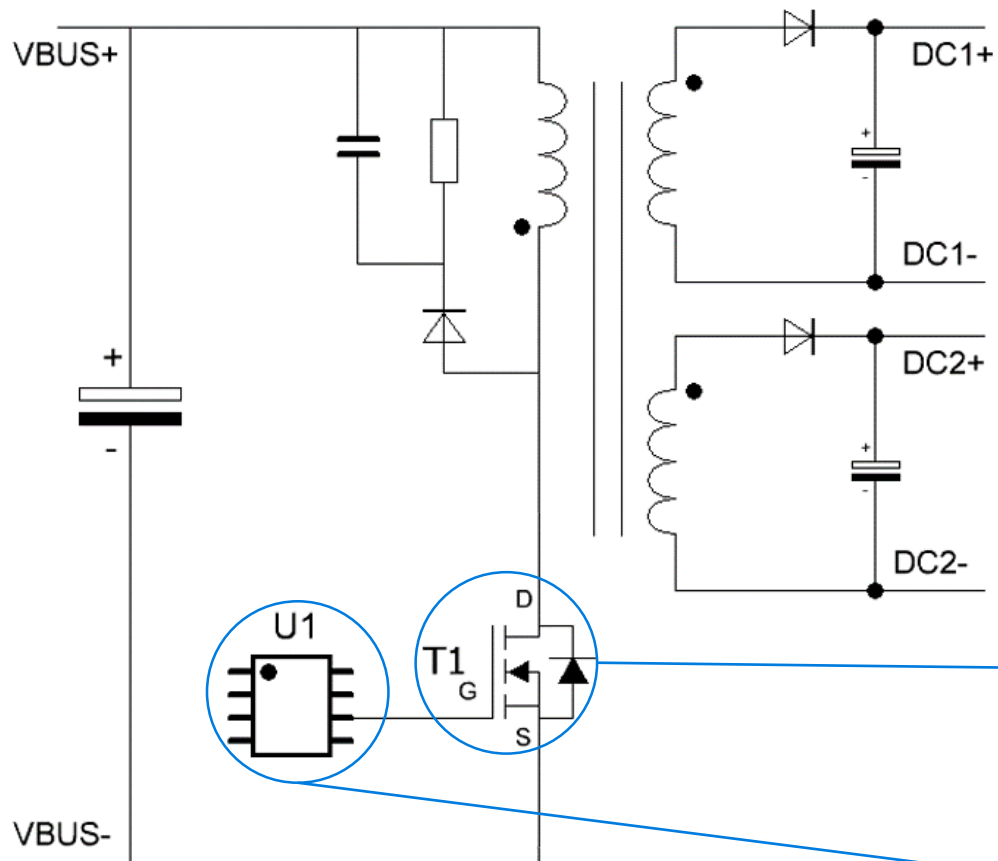 VBUS+
DC1+
+
-
DC1-
+
-
DC2+
+
-
DC2-
U1
D
T1
G
S
VBUS-